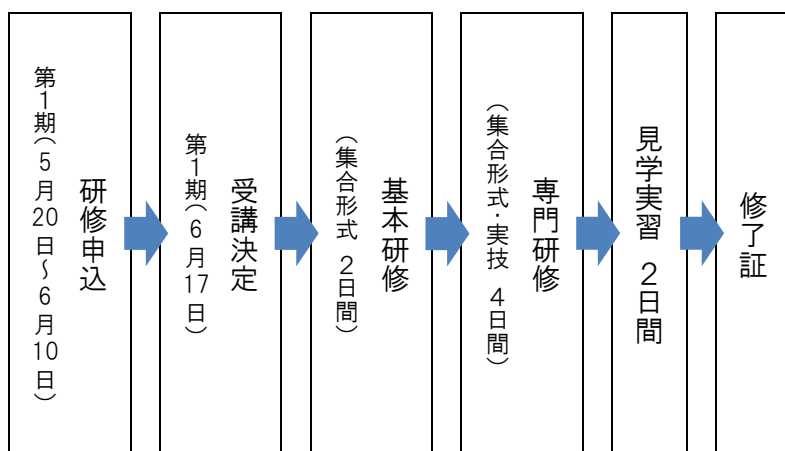 研修申込
第1期(5月20日~6月10日)
受講決定
第1期(6月17日)
基本研修
(集合形式 2日間)
専門研修
(集合形式・実技 4日間)
見学実習 2日間
修了証